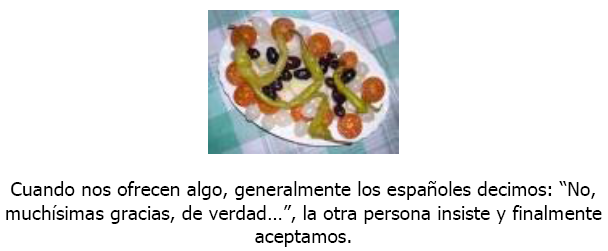 Cuando nos ofrecen algo, generalmente los españoles decimos: “No,
muchísimas gracias, de verdad…”, la otra persona insiste y finalmente
aceptamos.